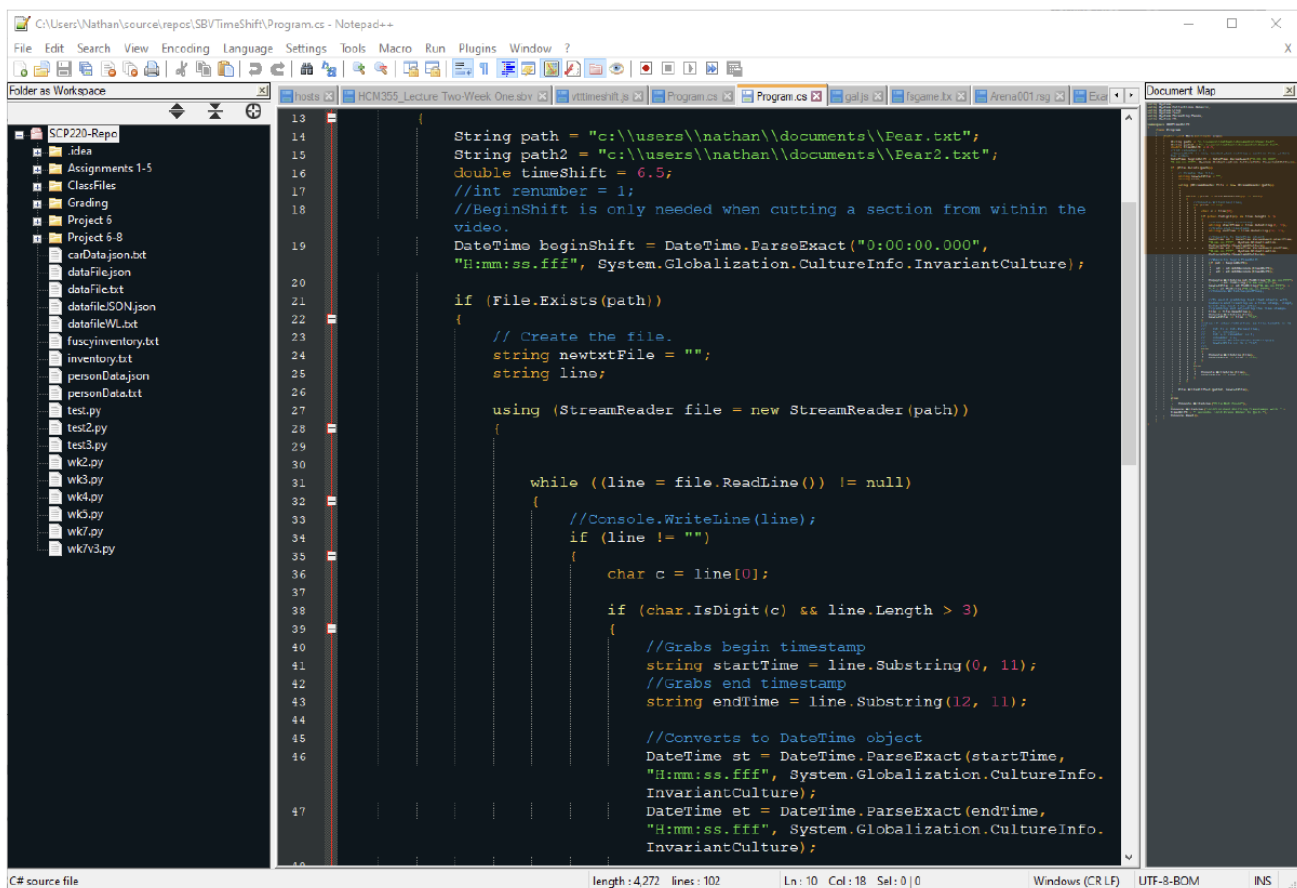 C:\Users\Nathan\source\repos\SBVTimeShift\Program.cs - Notepad++
File Edit Search View Encoding Language Settings Tools Macro Run Plugins Window ?
X
Folder as Workspace
hosts
HCM355_Lecture Two-Week One.sbv
vtttimeshift.js
Program.cs
Program.cs
gal.js
fsgame.ltx
Arena001.rsg
Exa
Document Map
SCP220-Repo
.idea
Assignments 1-5
ClassFiles
Grading
Project 6
Project 6-8
carData.json.txt
dataFile.json
dataFile.txt
datafileJSON.json
datafileWL.txt
fuscyinventory.txt
inventory.txt
personData.json
personData.txt
test.py
test2.py
test3.py
wk2.py
wk3.py
wk4.py
wk5.py
wk7.py
wk7v3.py
13 {
14 String path = "c:\\users\\nathan\\documents\\Pear.txt";
15 String path2 = "c:\\users\\nathan\\documents\\Pear2.txt";
16 double timeShift = 6.5;
17 //int renumber = 1;
18 //BeginShift is only needed when cutting a section from within the
video.
19 DateTime beginShift = DateTime.ParseExact("0:00:00.000",
"H:mm:ss.fff", System.Globalization.CultureInfo.InvariantCulture);
20
21 if (File.Exists(path))
22 {
23 // Create the file.
24 string newtxtFile = "";
25 string line;
26
27 using (StreamReader file = new StreamReader(path))
28 {
29
30
31 while ((line = file.ReadLine()) != null)
32 {
33 //Console.WriteLine(line);
34 if (line != "")
35 {
36 char c = line[0];
37
38 if (char.IsDigit(c) && line.Length > 3)
39 {
40 //Grabs begin timestamp
41 string startTime = line.Substring(0, 11);
42 //Grabs end timestamp
43 string endTime = line.Substring(12, 11);
44
45 //Converts to DateTime object
46 DateTime st = DateTime.ParseExact(startTime,
"H:mm:ss.fff", System.Globalization.CultureInfo.
InvariantCulture);
47 DateTime et = DateTime.ParseExact(endTime,
"H:mm:ss.fff", System.Globalization.CultureInfo.
InvariantCulture);
C# source file
length : 4,272 lines : 102
Ln : 10 Col : 18 Sel : 0 | 0
Windows (CR LF)
UTF-8-BOM
INS